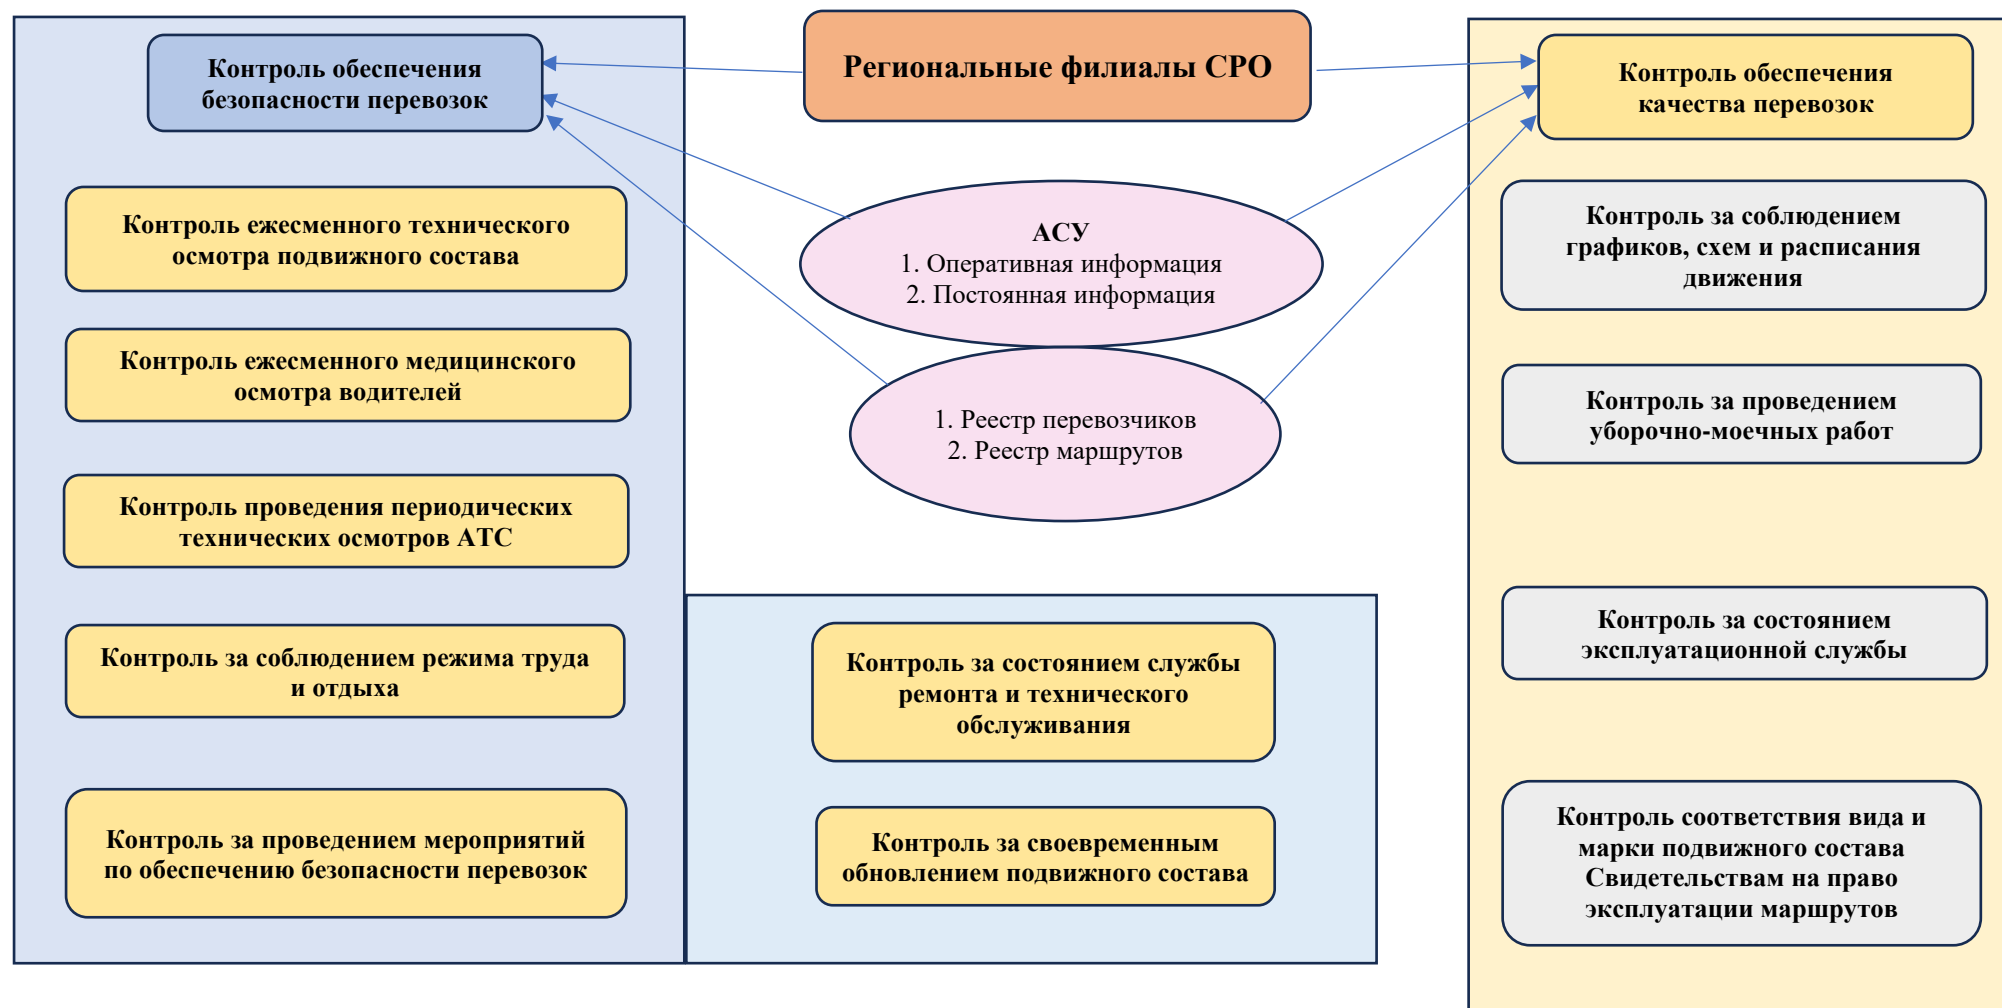 Региональные филиалы СРО
Контроль обеспечения
безопасности перевозок
Контроль ежесменного технического
осмотра подвижного состава
Контроль ежесменного медицинского
осмотра водителей
Контроль проведения периодических
технических осмотров АТС
Контроль за соблюдением режима труда
и отдыха
Контроль за проведением мероприятий
по обеспечению безопасности перевозок
АСУ
1. Оперативная информация
2. Постоянная информация
1. Реестр перевозчиков
2. Реестр маршрутов
Контроль за состоянием службы
ремонта и технического
обслуживания
Контроль за своевременным
обновлением подвижного состава
Контроль обеспечения
качества перевозок
Контроль за соблюдением
графиков, схем и расписания
движения
Контроль за проведением
уборочно-моечных работ
Контроль за состоянием
эксплуатационной службы
Контроль соответствия вида и
марки подвижного состава
Свидетельствам на право
эксплуатации маршрутов